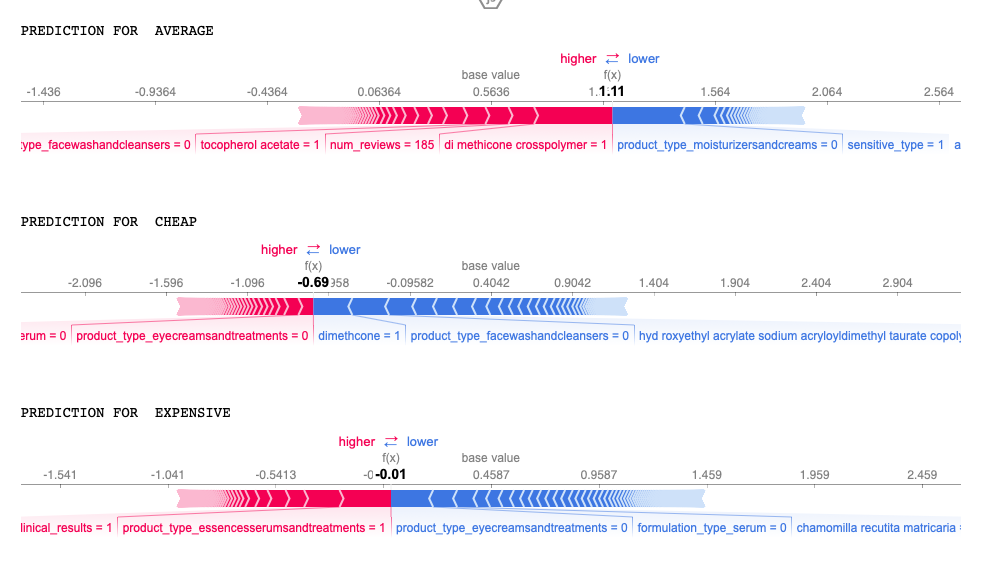 PREDICTION FOR AVERAGE
higher lower
base value f(x)
-1.436 -0.9364 -0.4364 0.06364 0.5636 1.11 1.564 2.064 2.564
type_facewashandcleansers = 0 tocopherol acetate = 1 num_reviews = 185 di methicone crosspolymer = 1 product_type_moisturizersandcreams = 0 sensitive_type = 1 a
PREDICTION FOR CHEAP
higher lower
f(x) base value
-2.096 -1.596 -1.096 -0.69 958 -0.09582 0.4042 0.9042 1.404 1.904 2.404 2.904
erum = 0 product_type_eyecreamsandtreatments = 0 dimethcone = 1 product_type_facewashandcleansers = 0 hyd roxyethyl acrylate sodium acryloyldimethyl taurate copoly
PREDICTION FOR EXPENSIVE
higher lower
f(x) base value
-1.541 -1.041 -0.5413 -0 -0.01 0.4587 0.9587 1.459 1.959 2.459
linical_results = 1 product_type_essencesserumsandtreatments = 1 product_type_eyecreamsandtreatments = 0 formulation_type_serum = 0 chamomilla recutita matricaria =